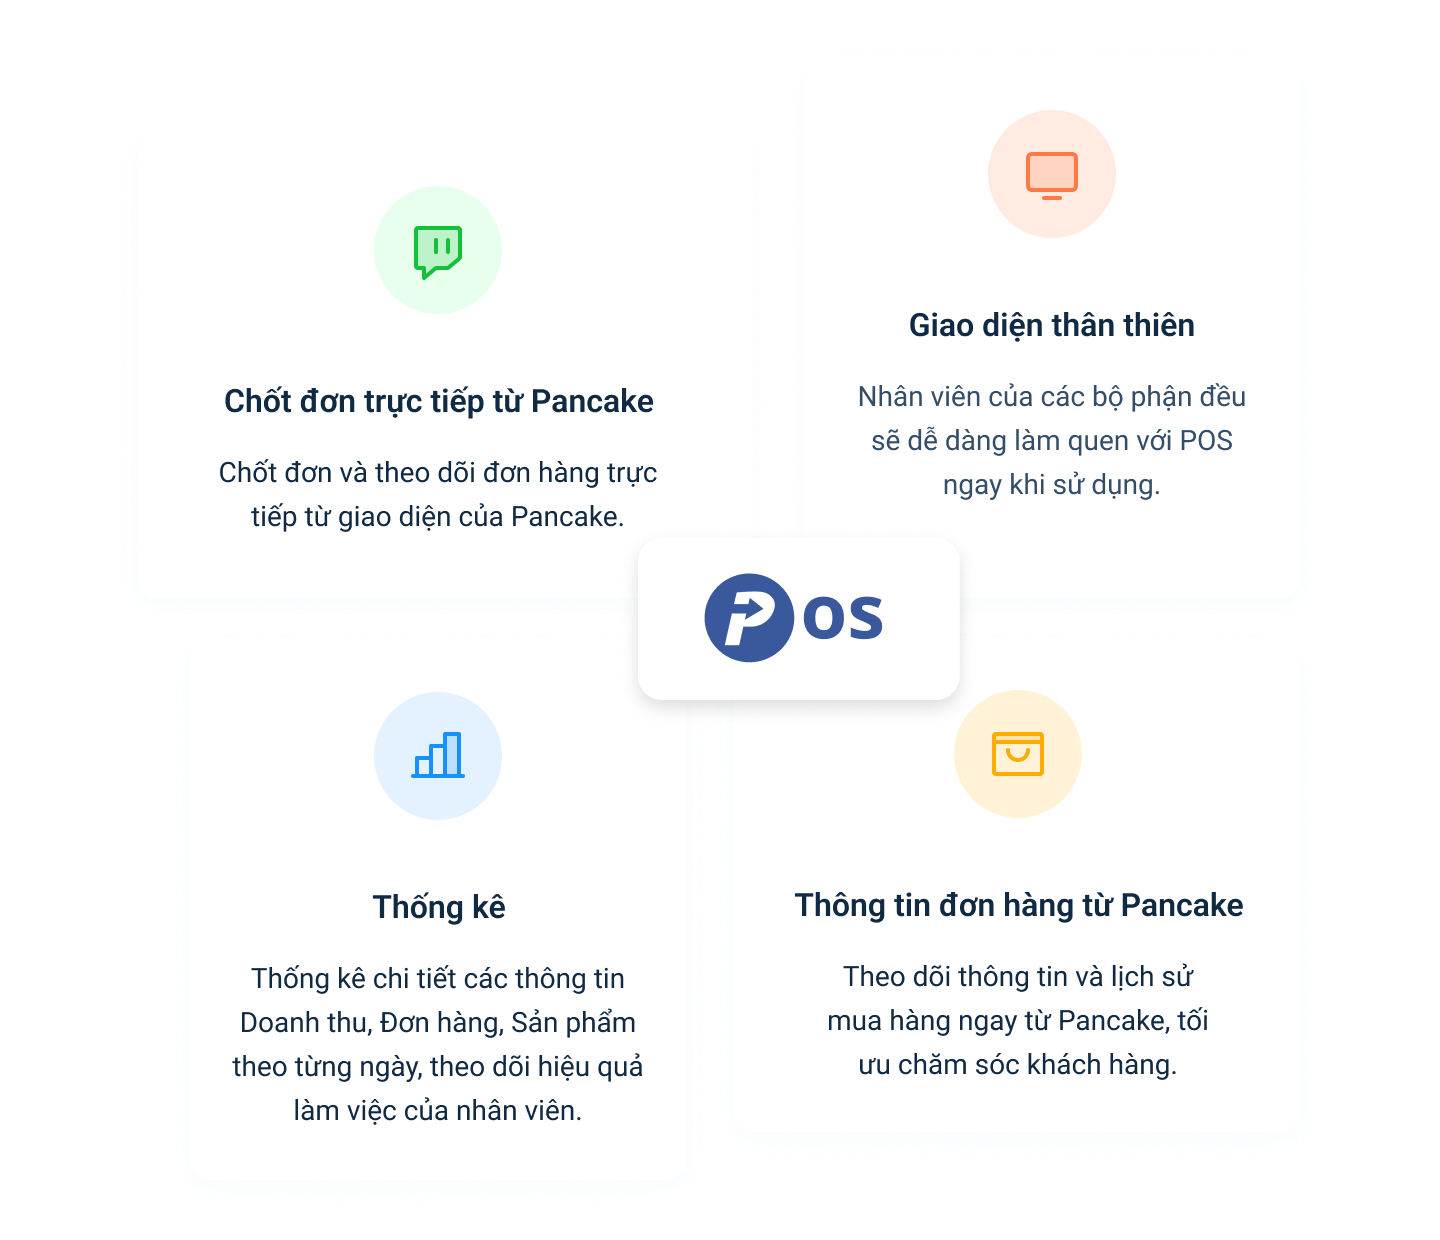 Chốt đơn trực tiếp từ Pancake
Chốt đơn và theo dõi đơn hàng trực
tiếp từ giao diện của Pancake.
Giao diện thân thiên
Nhân viên của các bộ phận đều
sẽ dễ dàng làm quen với POS
ngay khi sử dụng.
Pos
Thống kê
Thống kê chi tiết các thông tin
Doanh thu, Đơn hàng, Sản phẩm
theo từng ngày, theo dõi hiệu quả
làm việc của nhân viên.
Thông tin đơn hàng từ Pancake
Theo dõi thông tin và lịch sử
mua hàng ngay từ Pancake, tối
ưu chăm sóc khách hàng.